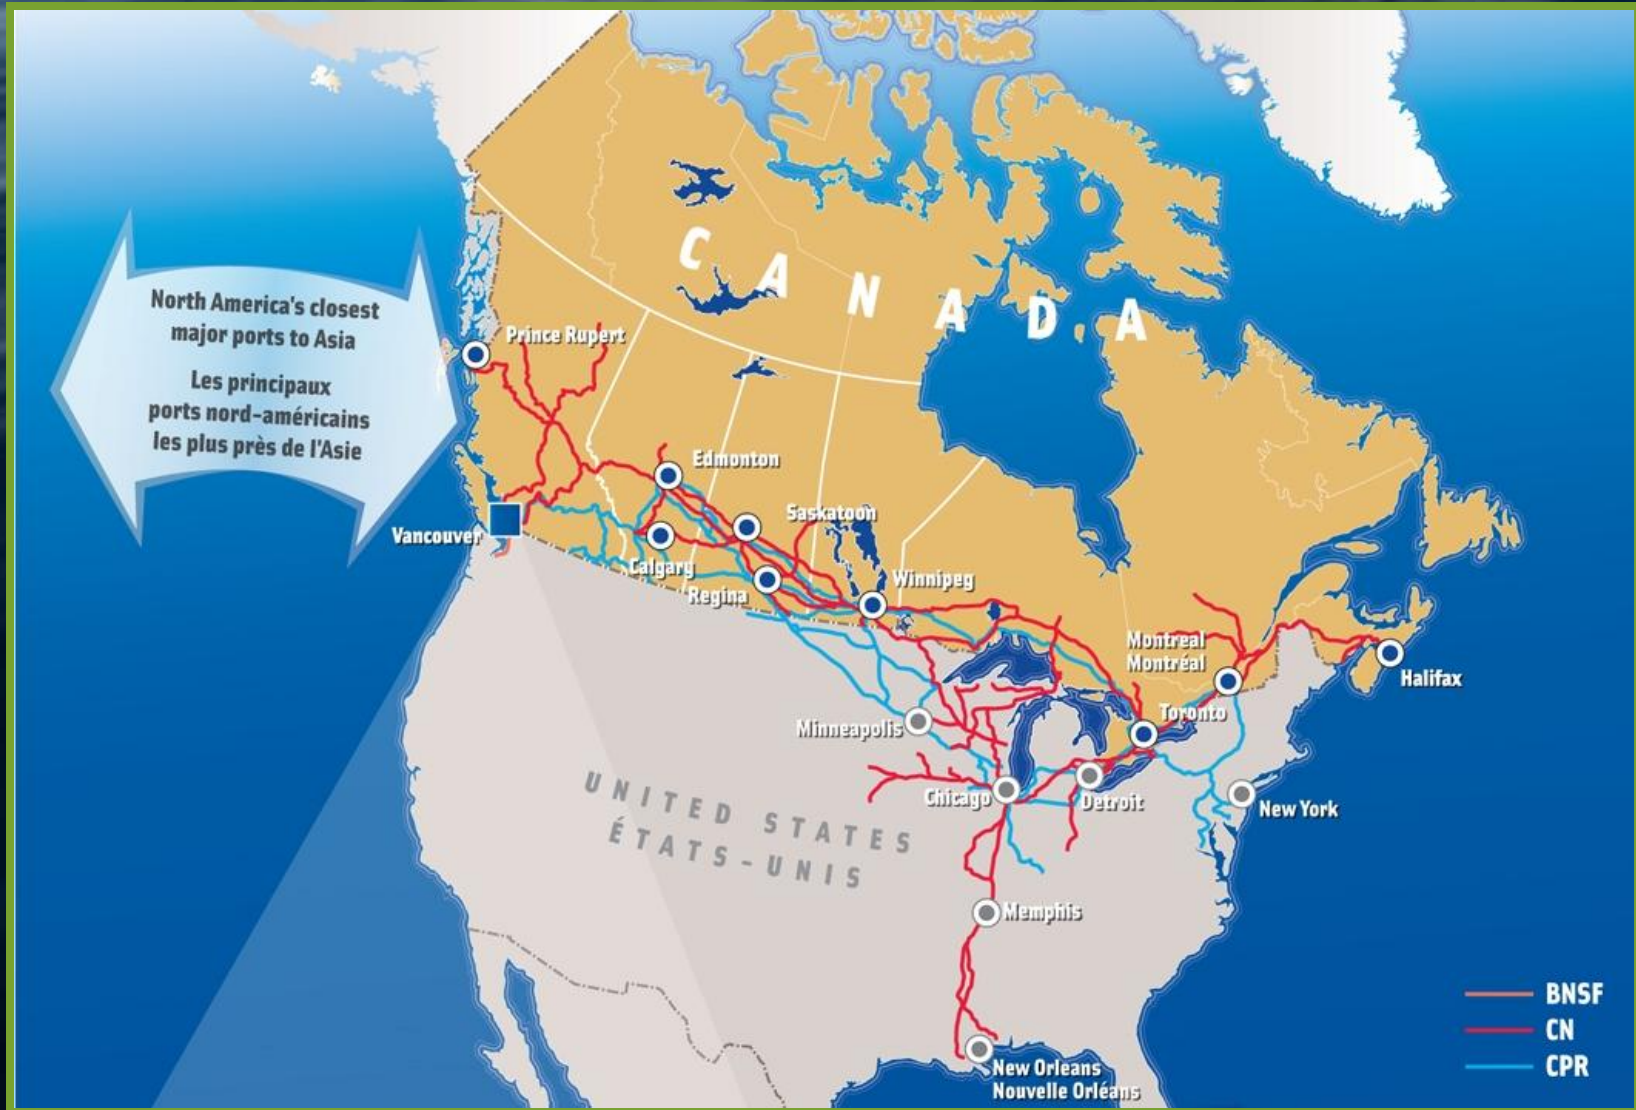 CANADA
North America's closest
major ports to Asia
Les principaux
ports nord-américains
les plus près de l'Asie
Prince Rupert
Edmonton
Saskatoon
Vancouver
Calgary
Regina
Winnipeg
Montreal
Montréal
Halifax
Toronto
Minneapolis
Chicago
Detroit
New York
UNITED STATES
ÉTATS-UNIS
Memphis
New Orleans
Nouvelle Orléans
BNSF
CN
CPR